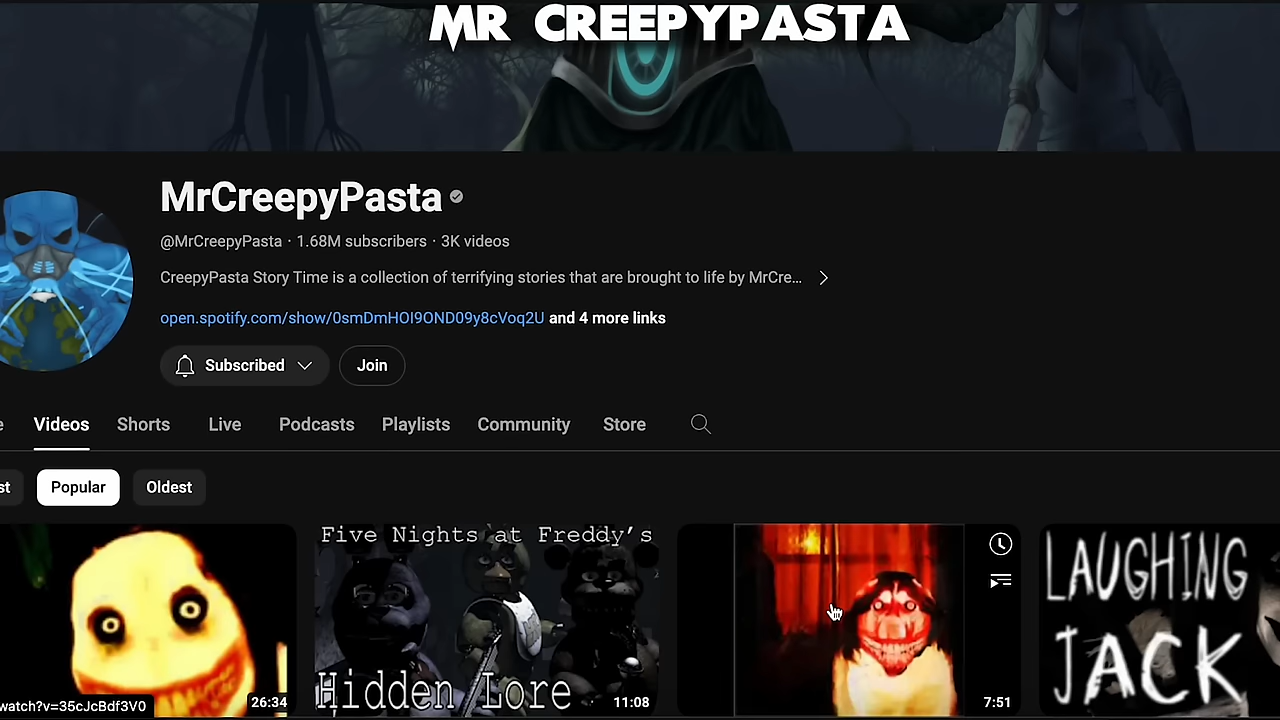 MR CREEPYPASTA
MrCreepyPasta
@MrCreepyPasta · 1.68M subscribers · 3K videos
CreepyPasta Story Time is a collection of terrifying stories that are brought to life by MrCre...
open.spotify.com/show/0smDmHOI9OND09y8cVoq2U and 4 more links
Subscribed Join
e Videos Shorts Live Podcasts Playlists Community Store
st Popular Oldest
Five Nights at Freddy's
Hidden Lore
LAUGHING
JACK
watch?v=35cJcBdf3V0 26:34 11:08 7:51